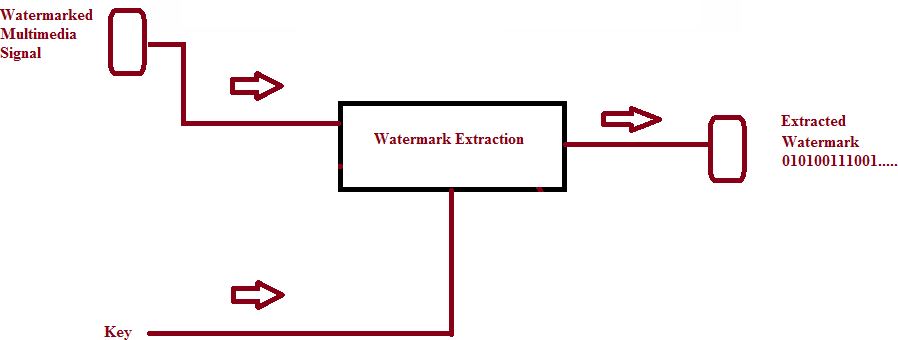 Watermarked
Multimedia
Signal
Watermark Extraction
Extracted
Watermark
010100111001.....
Key